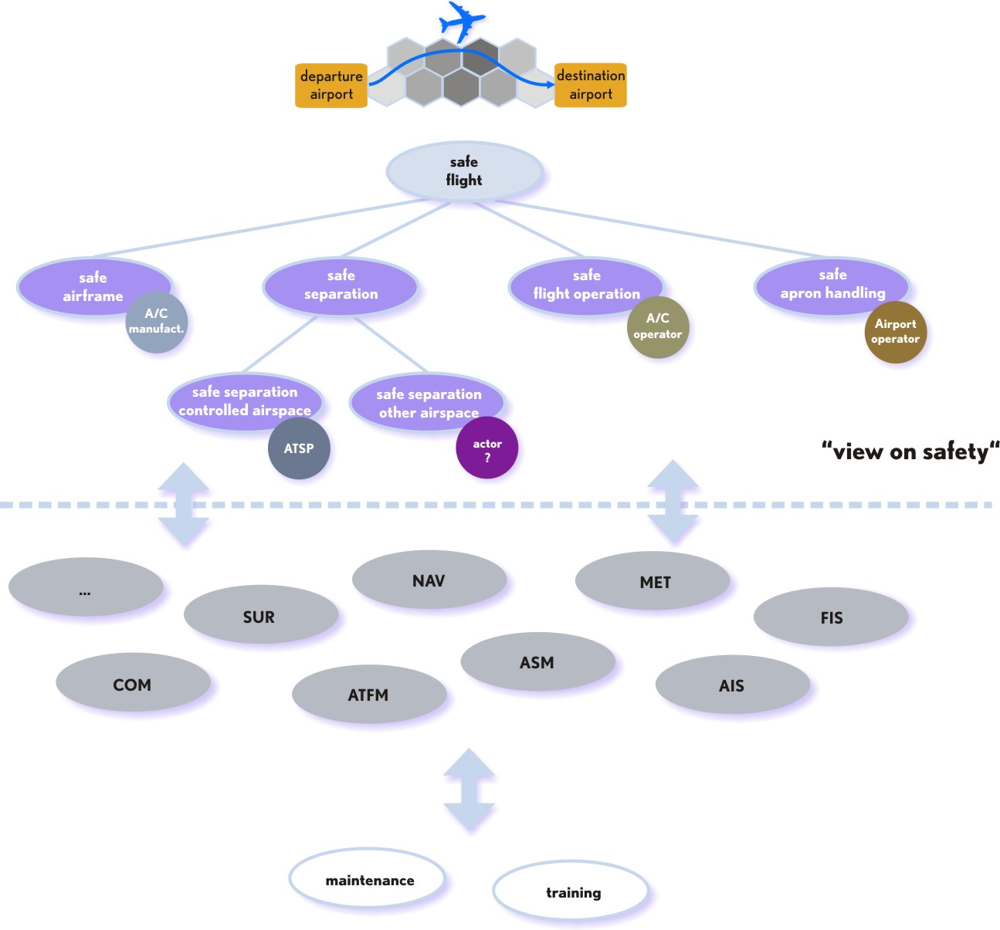 departure
airport
destination
airport
safe
flight
safe
airframe
A/C
manufact.
safe
separation
safe
flight operation
A/C
operator
safe
apron handling
Airport
operator
safe separation
controlled airspace
ATSP
safe separation
other airspace
actor
?
“view on safety“
...
SUR
NAV
MET
FIS
COM
ATFM
ASM
AIS
maintenance
training